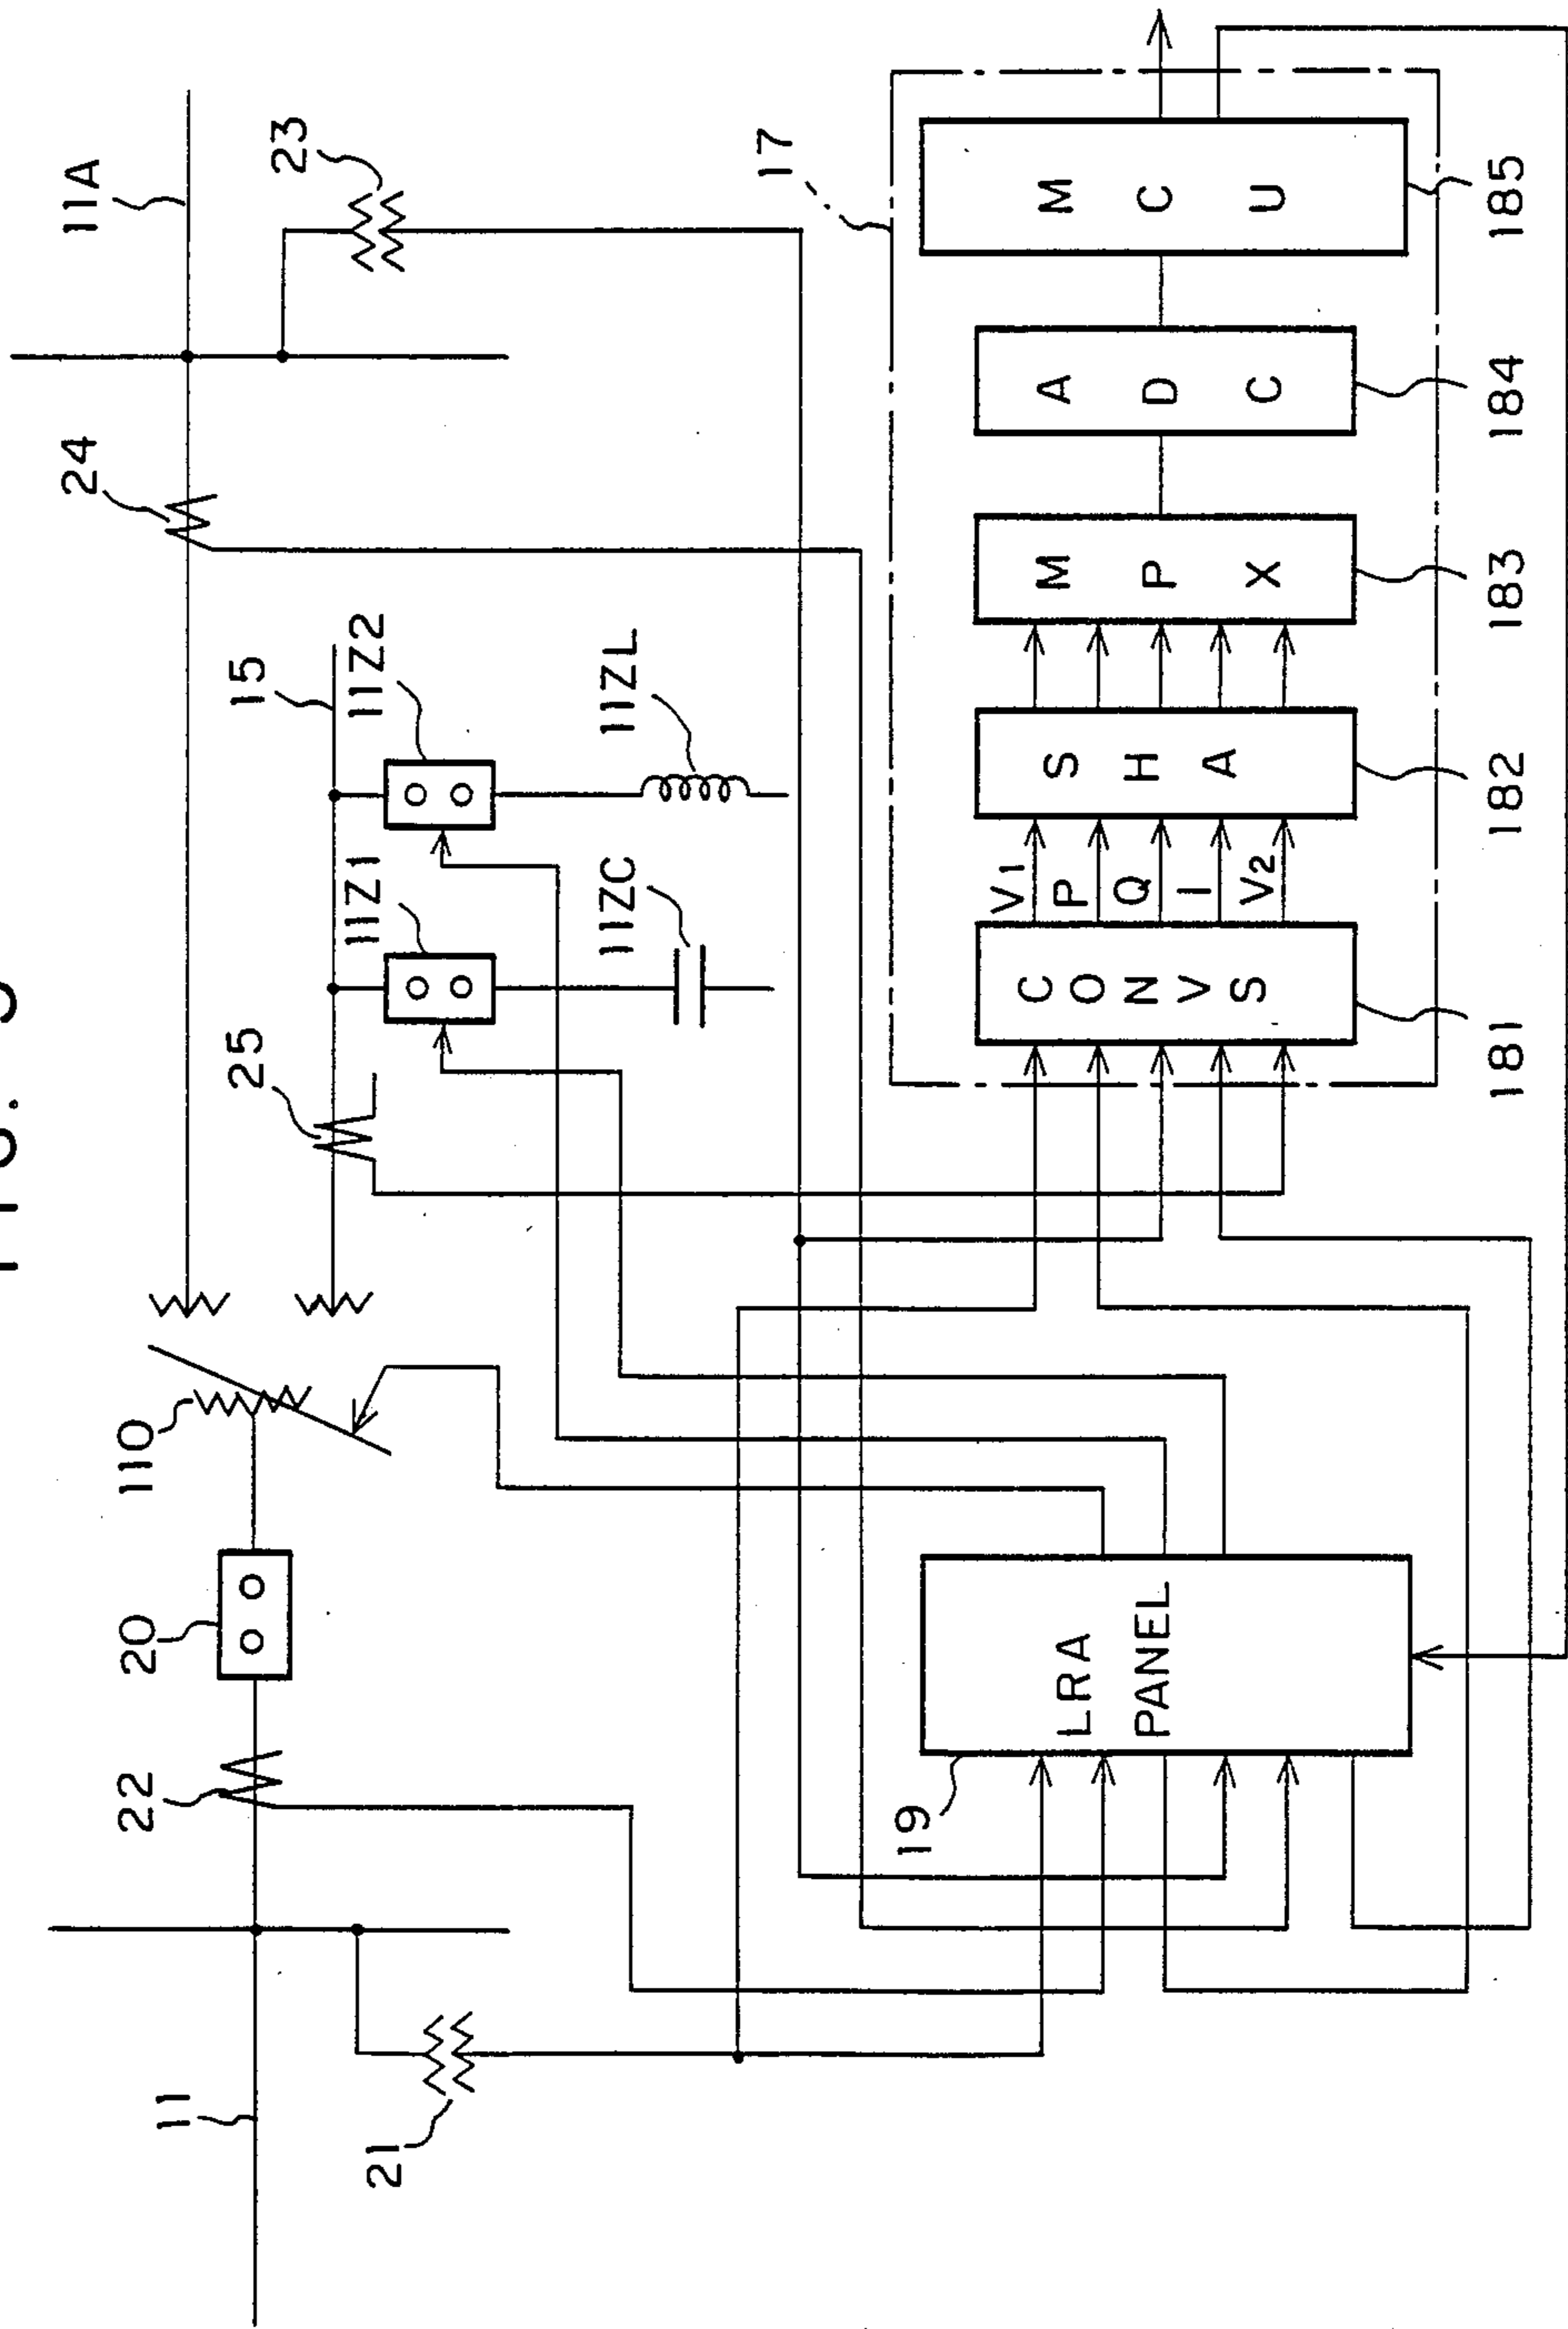 FIG.
11
21
22
20
110
24
11A
23
25
15
11Z1
11Z2
11ZC
11ZL
19
LRA
PANEL
17
V1
P
Q
I
V2
CONVS
SHA
MPX
ADC
MCU
181
182
183
184
185